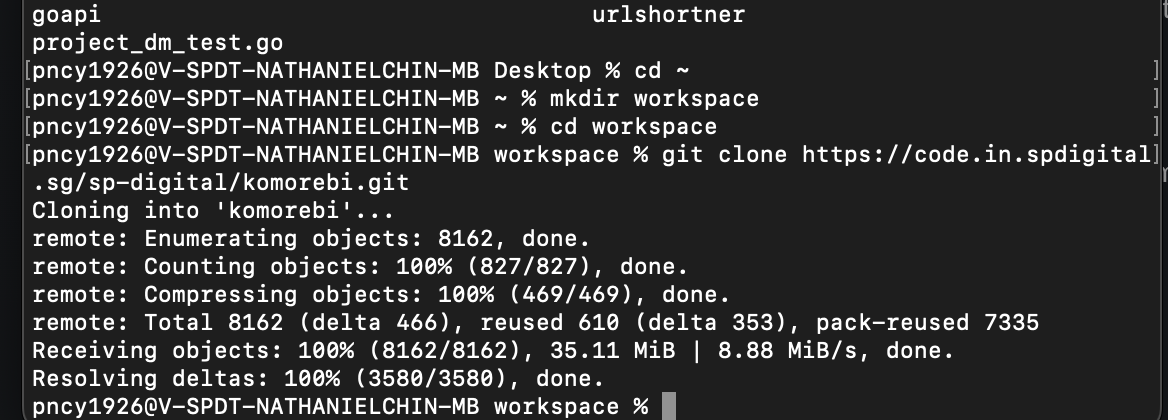 goapi urlshortner
project_dm_test.go
[pncy1926@V-SPDT-NATHANIELCHIN-MB Desktop % cd ~ ]
[pncy1926@V-SPDT-NATHANIELCHIN-MB ~ % mkdir workspace ]
[pncy1926@V-SPDT-NATHANIELCHIN-MB ~ % cd workspace ]
[pncy1926@V-SPDT-NATHANIELCHIN-MB workspace % git clone https://code.in.spdigital]
.sg/sp-digital/komorebi.git
Cloning into 'komorebi'...
remote: Enumerating objects: 8162, done.
remote: Counting objects: 100% (827/827), done.
remote: Compressing objects: 100% (469/469), done.
remote: Total 8162 (delta 466), reused 610 (delta 353), pack-reused 7335
Receiving objects: 100% (8162/8162), 35.11 MiB | 8.88 MiB/s, done.
Resolving deltas: 100% (3580/3580), done.
pncy1926@V-SPDT-NATHANIELCHIN-MB workspace %